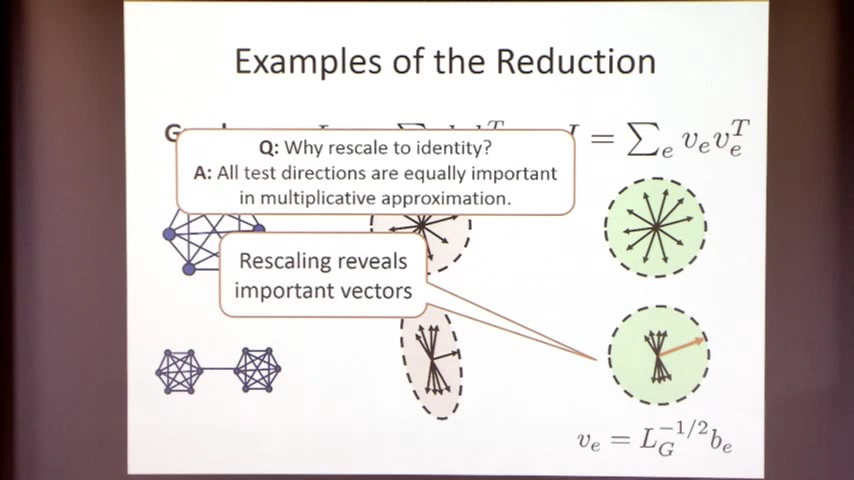 Examples of the Reduction
= \sum_e v_e v_e^T
Q: Why rescale to identity?
A: All test directions are equally important
in multiplicative approximation.
Rescaling reveals
important vectors
v_e = L_G^{-1/2} b_e